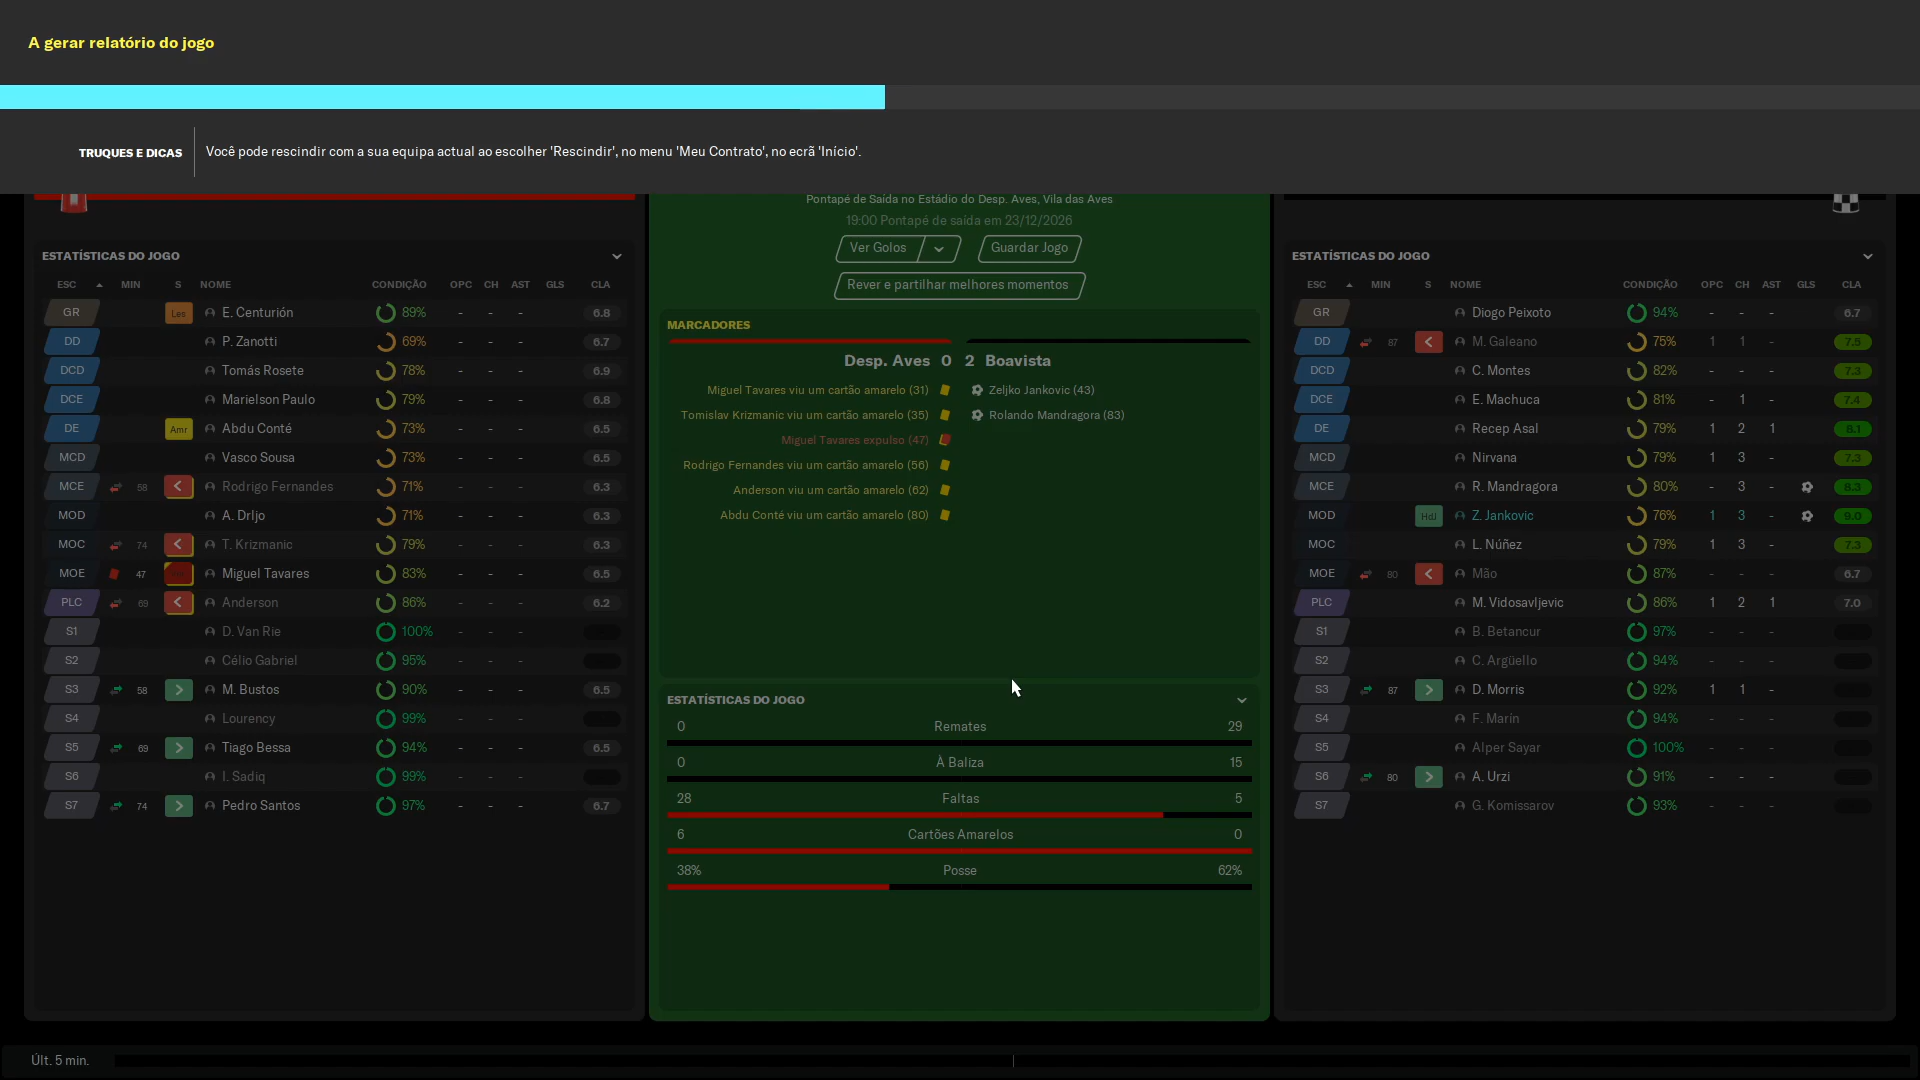 A gerar relatório do jogo
TRUQUES E DICAS
Você pode rescindir com a sua equipa actual ao escolher 'Rescindir', no menu 'Meu Contrato', no ecrã 'Início'.
Pontapé de Saída no Estádio do Desp. Aves, Vila das Aves
19:00 Pontapé de saída em 23/12/2026
Ver Golos
Guardar Jogo
Rever e partilhar melhores momentos
ESTATÍSTICAS DO JOGO
ESC MIN S NOME CONDIÇÃO OPC CH AST GLS CLA
GR Les E. Centurión 89% - - - 6.8
DD P. Zanotti 69% - - - 6.7
DCD Tomás Rosete 78% - - - 6.9
DCE Marielson Paulo 79% - - - 6.8
DE Amr Abdu Conté 73% - - - 6.5
MCD Vasco Sousa 73% - - - 6.5
MCE 58 Rodrigo Fernandes 71% - - - 6.3
MOD A. Drljo 71% - - - 6.3
MOC 74 T. Krizmanic 79% - - - 6.3
MOE 47 Miguel Tavares 83% - - - 6.5
PLC 69 Anderson 86% - - - 6.2
S1 D. Van Rie 100% - - -
S2 Célio Gabriel 95% - - -
S3 58 M. Bustos 90% - - - 6.5
S4 Lourency 99% - - -
S5 69 Tiago Bessa 94% - - - 6.5
S6 I. Sadiq 99% - - -
S7 74 Pedro Santos 97% - - - 6.7
MARCADORES
Desp. Aves 0 2 Boavista
Miguel Tavares viu um cartão amarelo (31)
Tomislav Krizmanic viu um cartão amarelo (35)
Miguel Tavares expulso (47)
Rodrigo Fernandes viu um cartão amarelo (56)
Anderson viu um cartão amarelo (62)
Abdu Conté viu um cartão amarelo (80)
Zeljko Jankovic (43)
Rolando Mandragora (83)
ESTATÍSTICAS DO JOGO
0 Remates 29
0 À Baliza 15
28 Faltas 5
6 Cartões Amarelos 0
38% Posse 62%
ESTATÍSTICAS DO JOGO
ESC MIN S NOME CONDIÇÃO OPC CH AST GLS CLA
GR Diogo Peixoto 94% - - - 6.7
DD 87 M. Galeano 75% 1 1 - 7.5
DCD C. Montes 82% - - - 7.3
DCE E. Machuca 81% - 1 - 7.4
DE Recep Asal 79% 1 2 1 8.1
MCD Nirvana 79% 1 3 - 7.3
MCE R. Mandragora 80% - 3 - 8.3
MOD HdJ Z. Jankovic 76% 1 3 - 9.0
MOC L. Núñez 79% 1 3 - 7.3
MOE 80 Mão 87% - - - 6.7
PLC M. Vidosavljevic 86% 1 2 1 7.0
S1 B. Betancur 97% - - -
S2 C. Argüello 94% - - -
S3 87 D. Morris 92% 1 1 -
S4 F. Marín 94% - - -
S5 Alper Sayar 100% - - -
S6 80 A. Urzi 91% - - -
S7 G. Komissarov 93% - - -
Últ. 5 min.